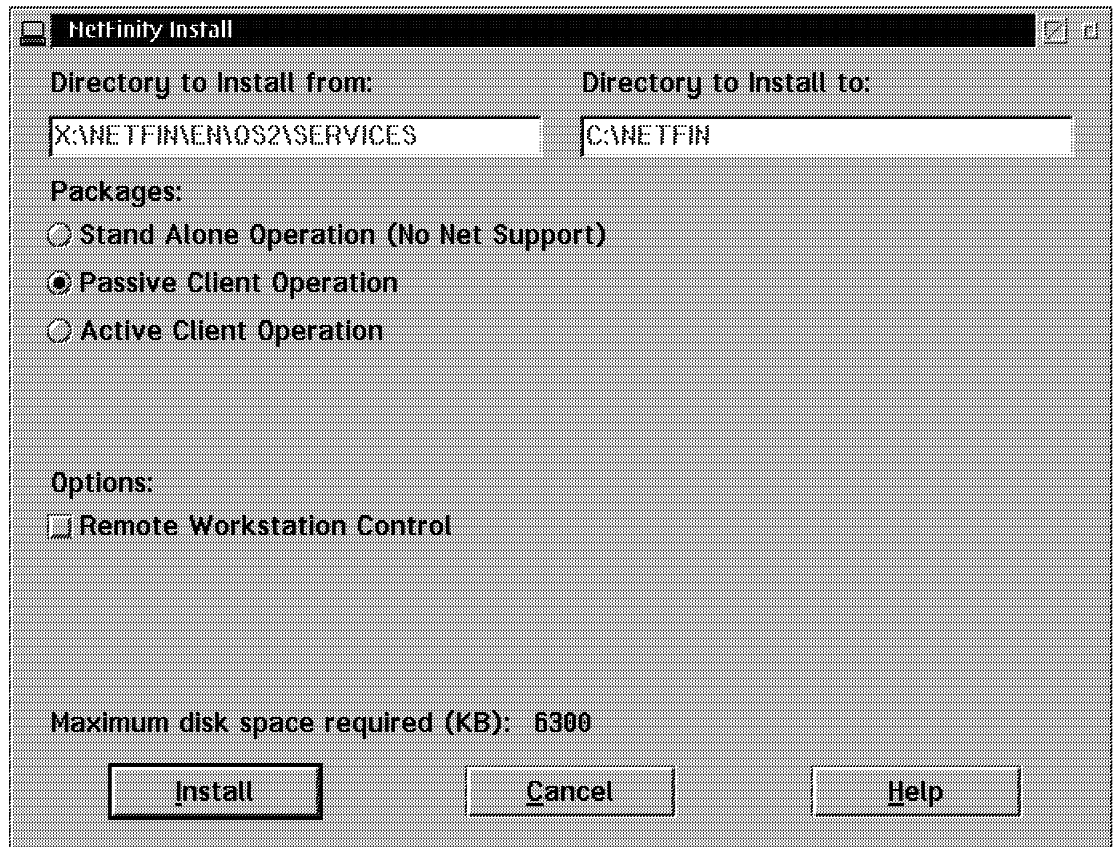 NetFinity Install
Directory to Install from: Directory to Install to:
X:\NETFIN\EN\OS2\SERVICES C:\NETFIN
Packages:
Stand Alone Operation (No Net Support)
Passive Client Operation
Active Client Operation
Options:
Remote Workstation Control
Maximum disk space required (KB): 6300
Install Cancel Help